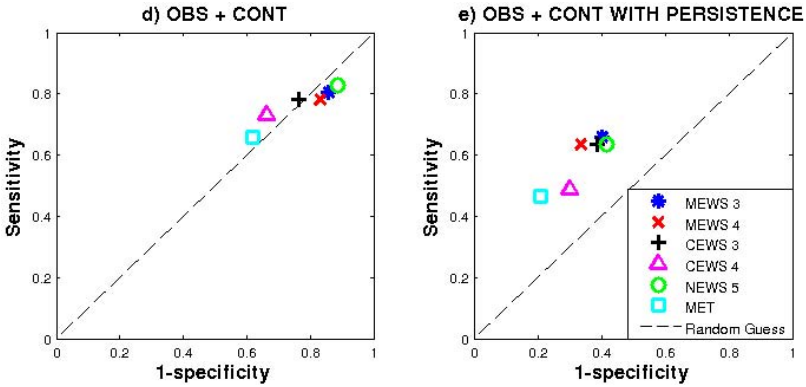 d) OBS + CONT
Sensitivity
1
0.8
0.6
0.4
0.2
0
0
0.2
0.4
0.6
0.8
1
1-specificity
e) OBS + CONT WITH PERSISTENCE
Sensitivity
1
0.8
0.6
0.4
0.2
0
0
0.2
0.4
0.6
0.8
1
1-specificity
MEWS 3
MEWS 4
CEWS 3
CEWS 4
NEWS 5
MET
Random Guess